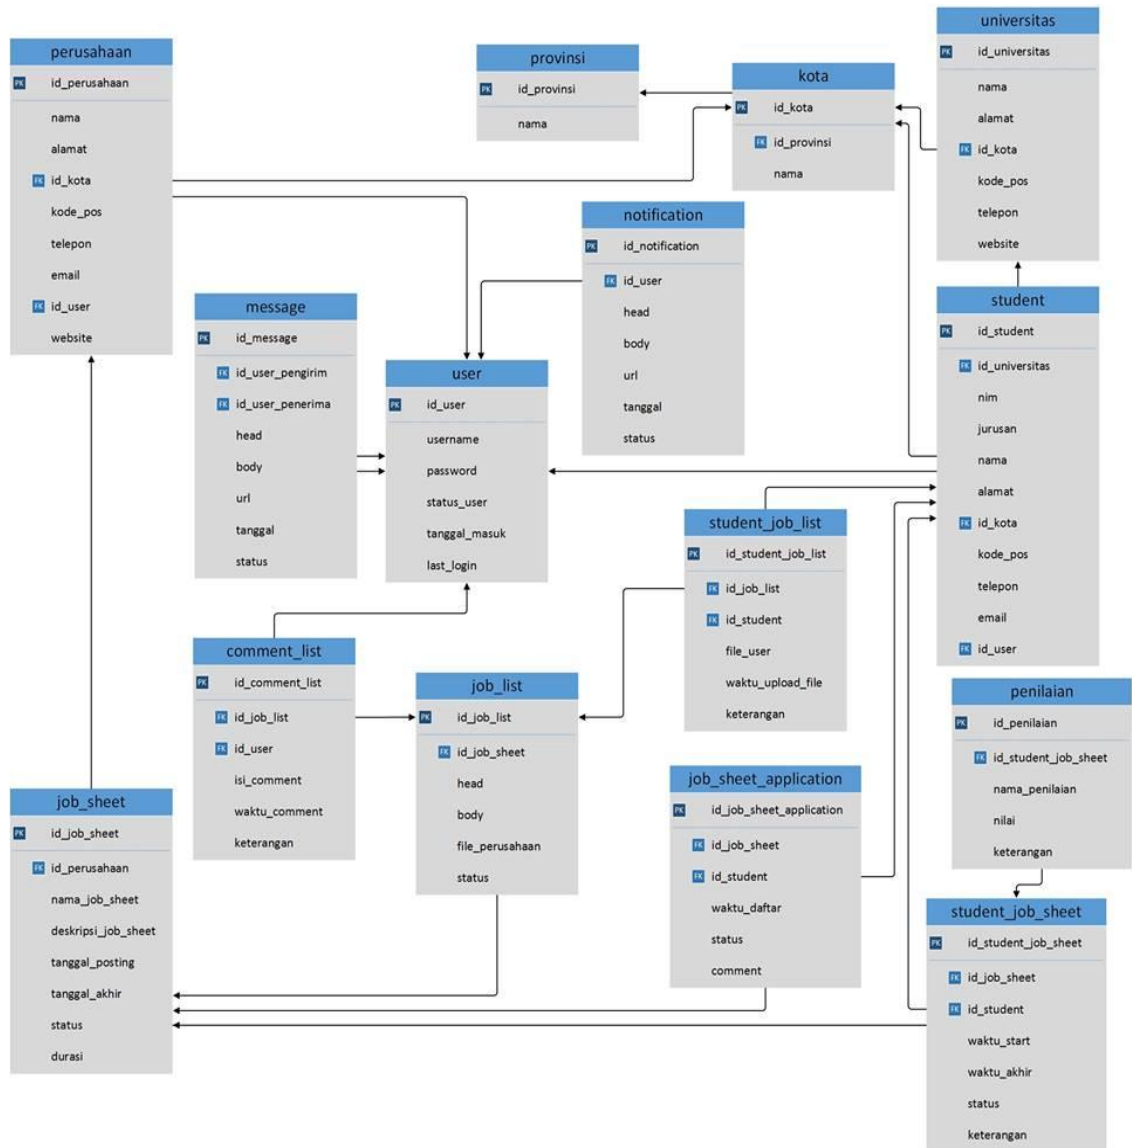 perusahaan
PK id_perusahaan
nama
alamat
FK id_kota
kode_pos
telepon
email
FK id_user
website
provinsi
PK id_provinsi
nama
kota
PK id_kota
FK id_provinsi
nama
universitas
PK id_universitas
nama
alamat
FK id_kota
kode_pos
telepon
website
notification
PK id_notification
FK id_user
head
body
url
tanggal
status
message
PK id_message
FK id_user_pengirim
FK id_user_penerima
head
body
url
tanggal
status
user
PK id_user
username
password
status_user
tanggal_masuk
last_login
student
PK id_student
FK id_universitas
nim
jurusan
nama
alamat
FK id_kota
kode_pos
telepon
email
FK id_user
student_job_list
PK id_student_job_list
FK id_job_list
FK id_student
file_user
waktu_upload_file
keterangan
comment_list
PK id_comment_list
FK id_job_list
FK id_user
isi_comment
waktu_comment
keterangan
job_list
PK id_job_list
FK id_job_sheet
head
body
file_perusahaan
status
penilaian
PK id_penilaian
FK id_student_job_sheet
nama_penilaian
nilai
keterangan
job_sheet_application
PK id_job_sheet_application
FK id_job_sheet
FK id_student
waktu_daftar
status
comment
job_sheet
PK id_job_sheet
FK id_perusahaan
nama_job_sheet
deskripsi_job_sheet
tanggal_posting
tanggal_akhir
status
durasi
student_job_sheet
PK id_student_job_sheet
FK id_job_sheet
FK id_student
waktu_start
waktu_akhir
status
keterangan